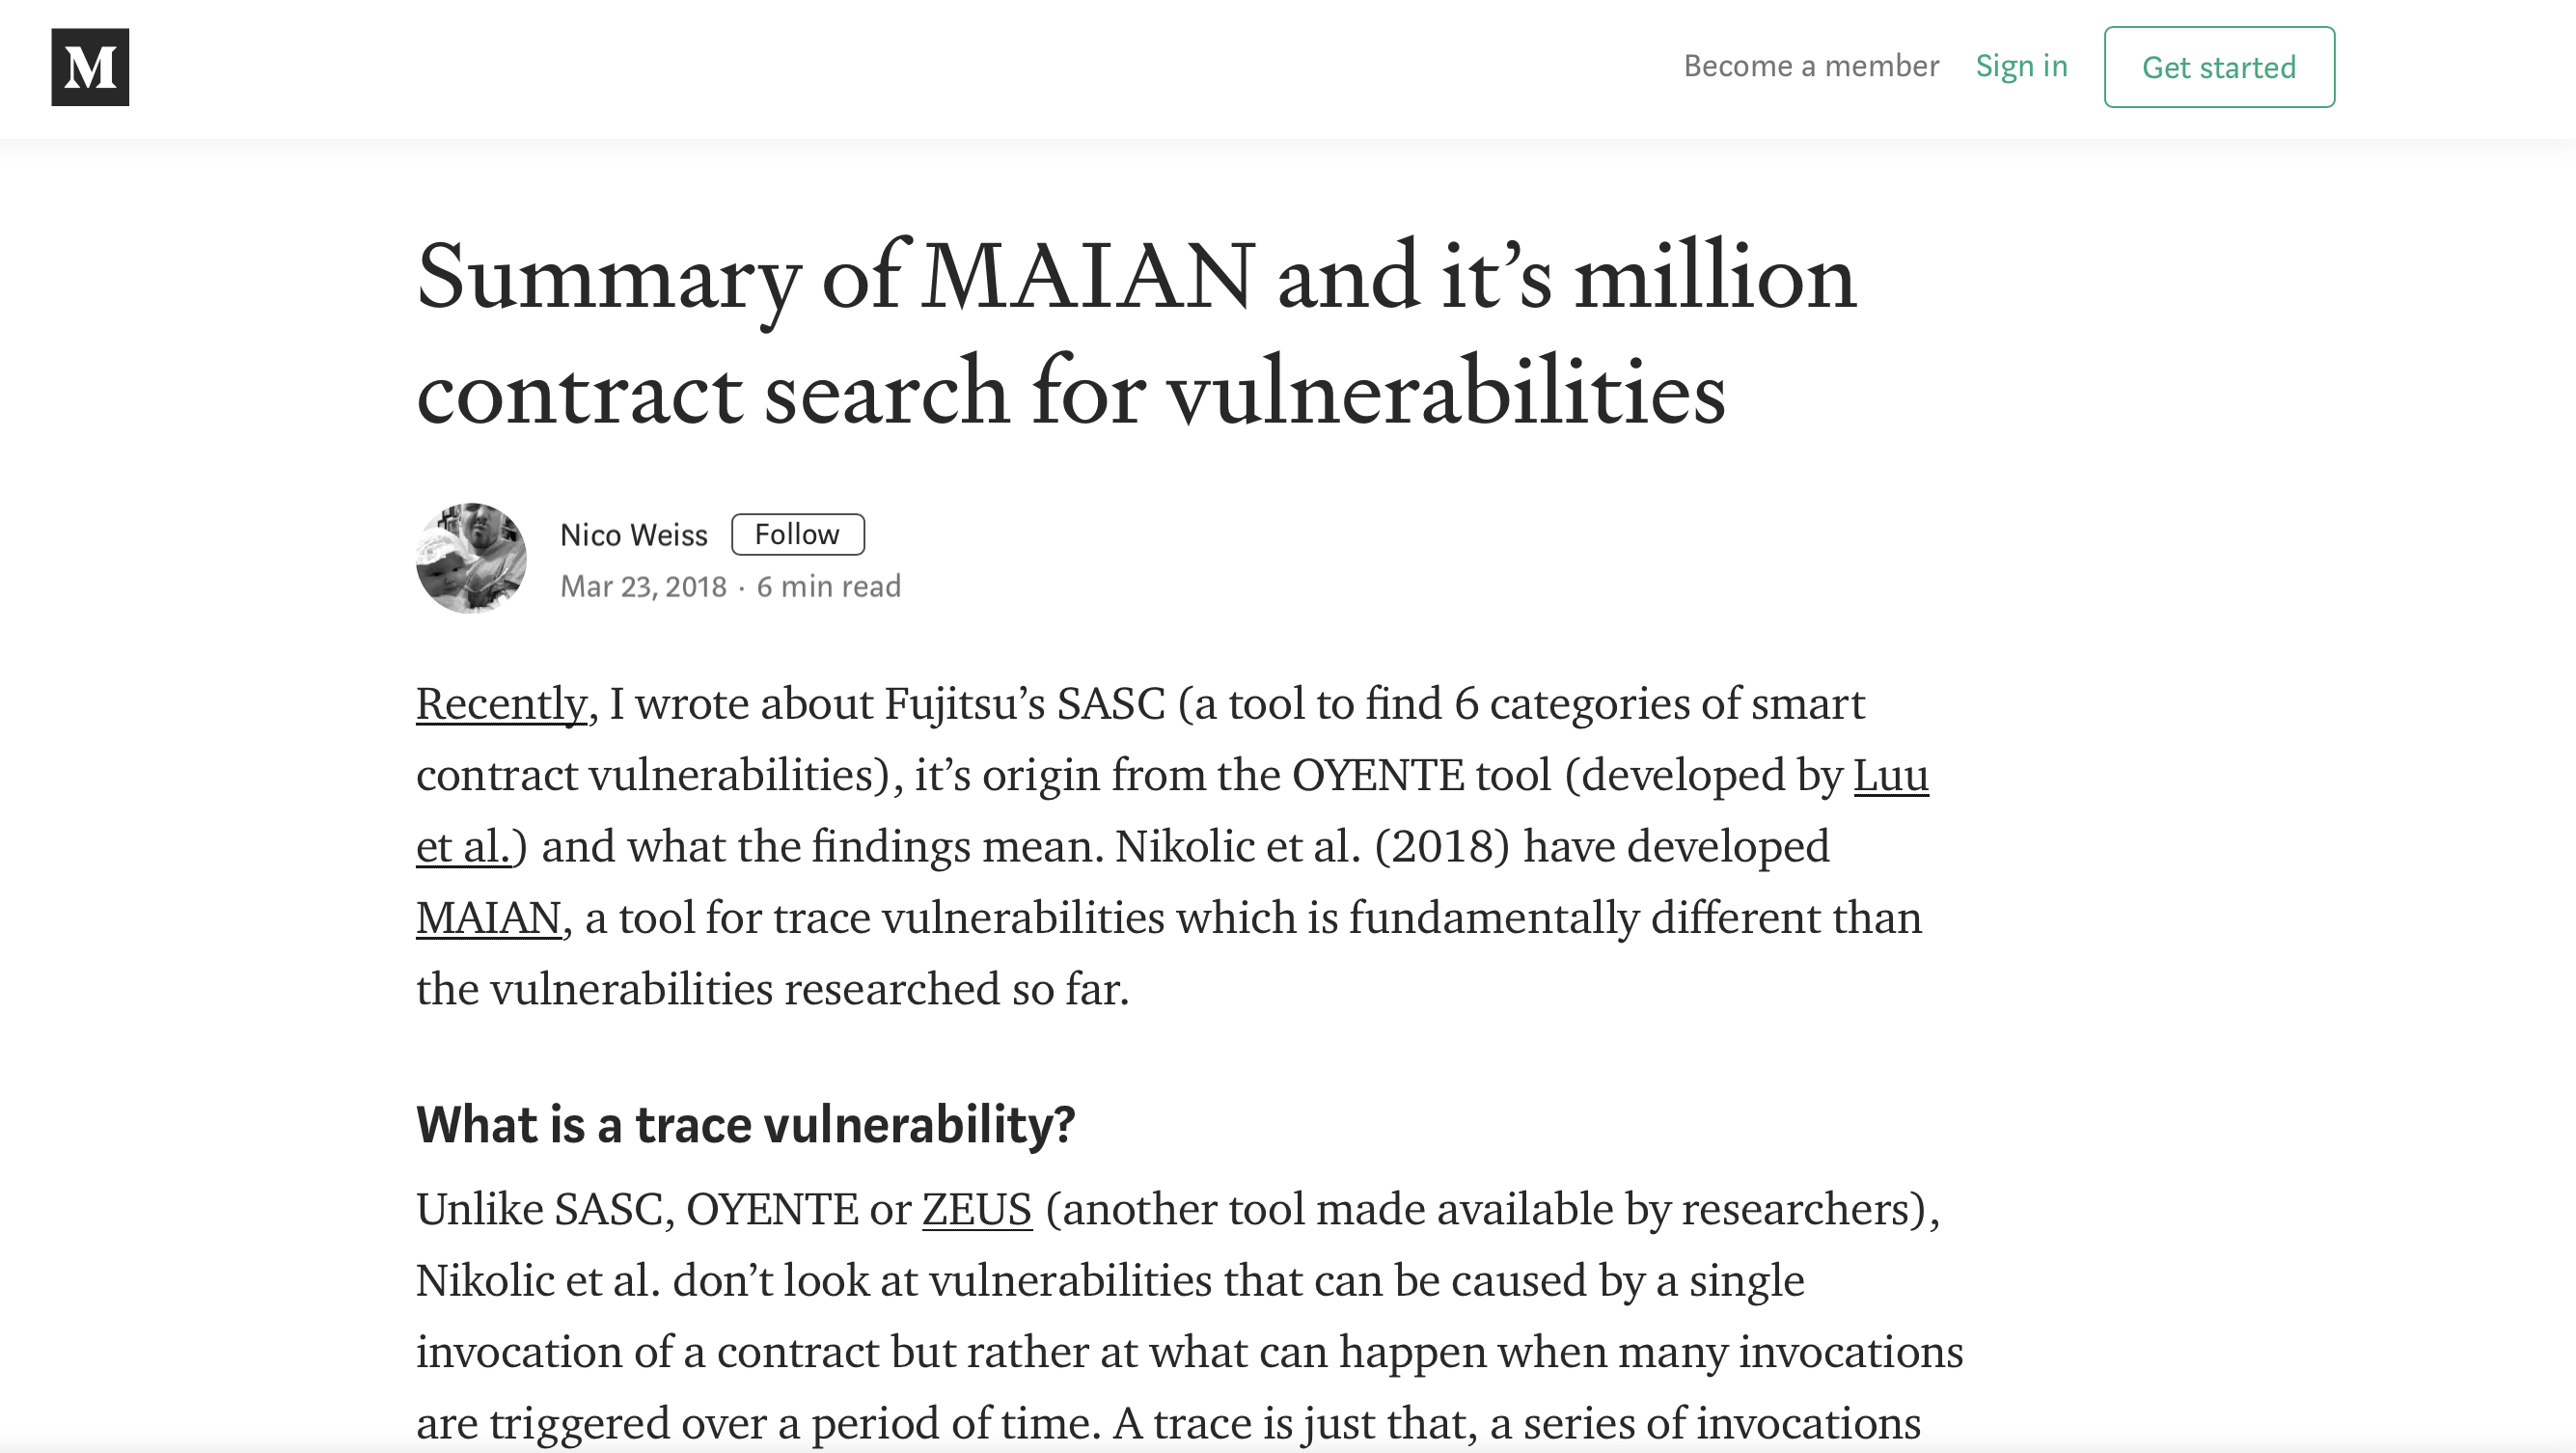 M
Become a member
Sign in
Get started
Summary of MAIAN and it’s million
contract search for vulnerabilities
Nico Weiss
Follow
Mar 23, 2018 · 6 min read
Recently, I wrote about Fujitsu’s SASC (a tool to find 6 categories of smart
contract vulnerabilities), it’s origin from the OYENTE tool (developed by Luu
et al.) and what the findings mean. Nikolic et al. (2018) have developed
MAIAN, a tool for trace vulnerabilities which is fundamentally different than
the vulnerabilities researched so far.
What is a trace vulnerability?
Unlike SASC, OYENTE or ZEUS (another tool made available by researchers),
Nikolic et al. don’t look at vulnerabilities that can be caused by a single
invocation of a contract but rather at what can happen when many invocations
are triggered over a period of time. A trace is just that, a series of invocations